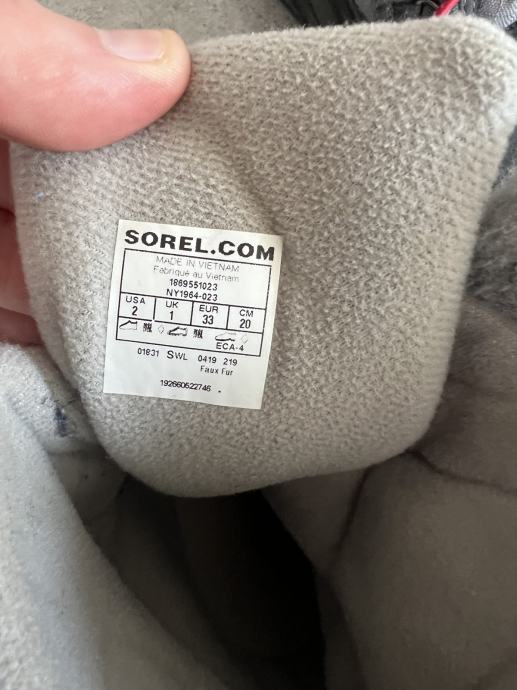 SOREL.COM
MADE IN VIETNAM
Fabriqué au Vietnam
1869551023
NY1964-023
USA UK EUR CM
2 1 33 20
ECA-4
01831 SWL 0419 219
Faux Fur
192660522746